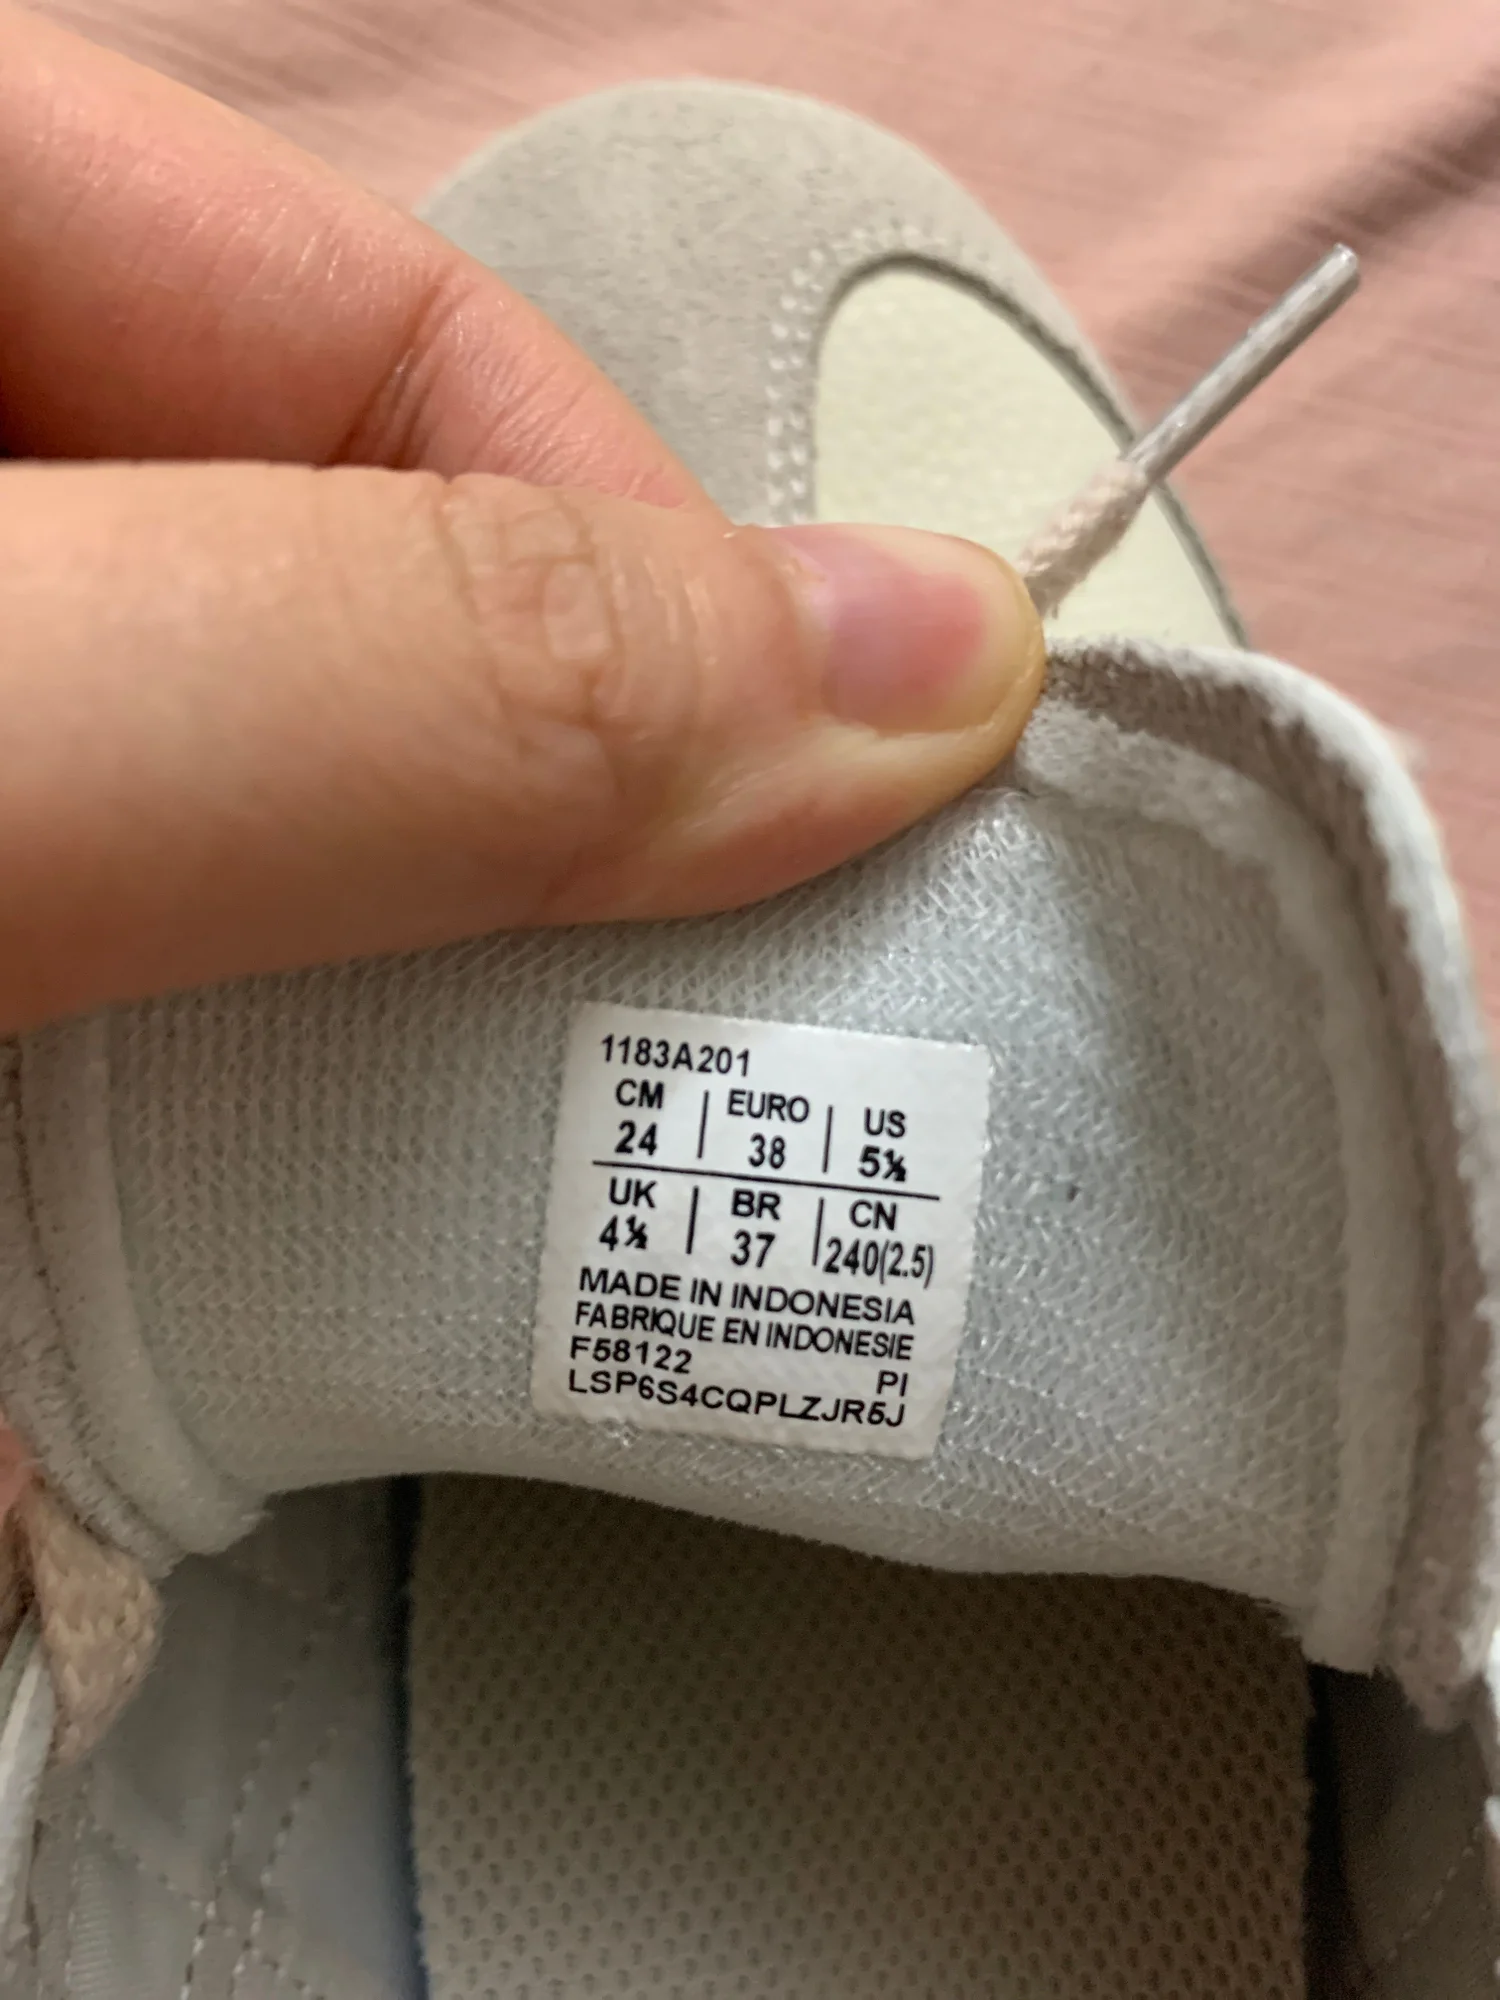 1183A201
CM | EURO | US
24 | 38 | 5½
UK | BR | CN
4½ | 37 | 240(2.5)
MADE IN INDONESIA
FABRIQUE EN INDONESIE
F58122 PI
LSP6S4CQPLZJR5J